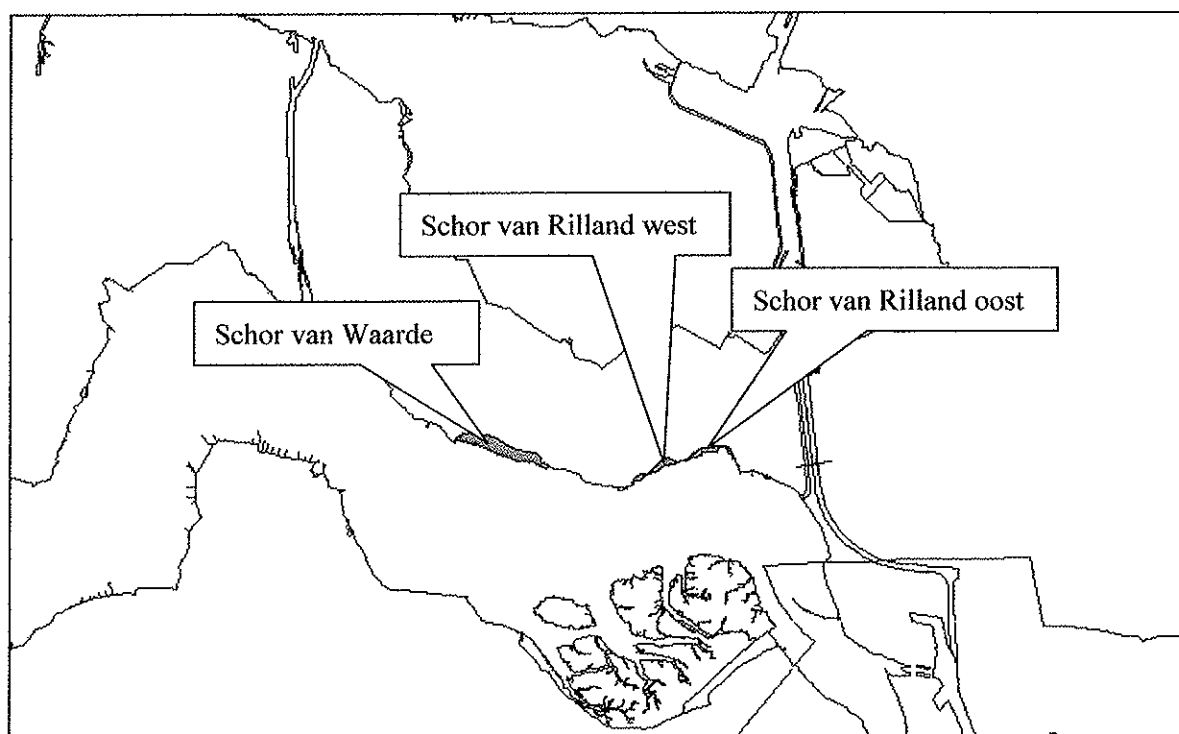 Schor van Rilland west
Schor van Rilland oost
Schor van Waarde